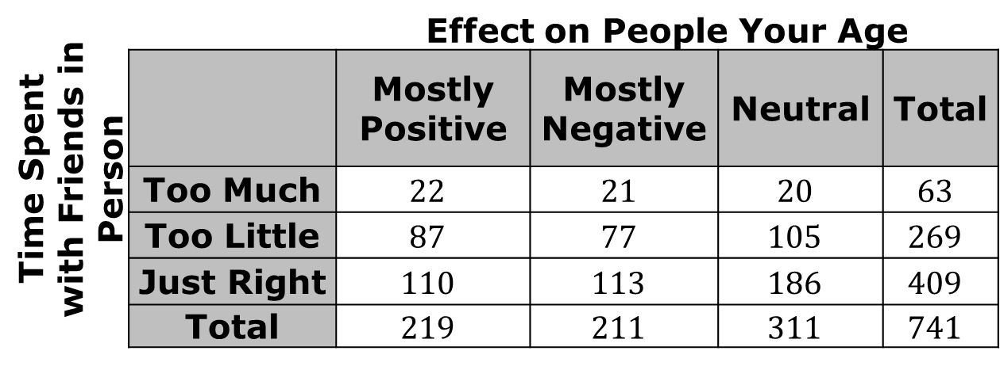 Effect on People Your Age
Time Spent
with Friends in
Person
Mostly
Positive
Mostly
Negative
Neutral
Total
Too Much 22 21 20 63
Too Little 87 77 105 269
Just Right 110 113 186 409
Total 219 211 311 741